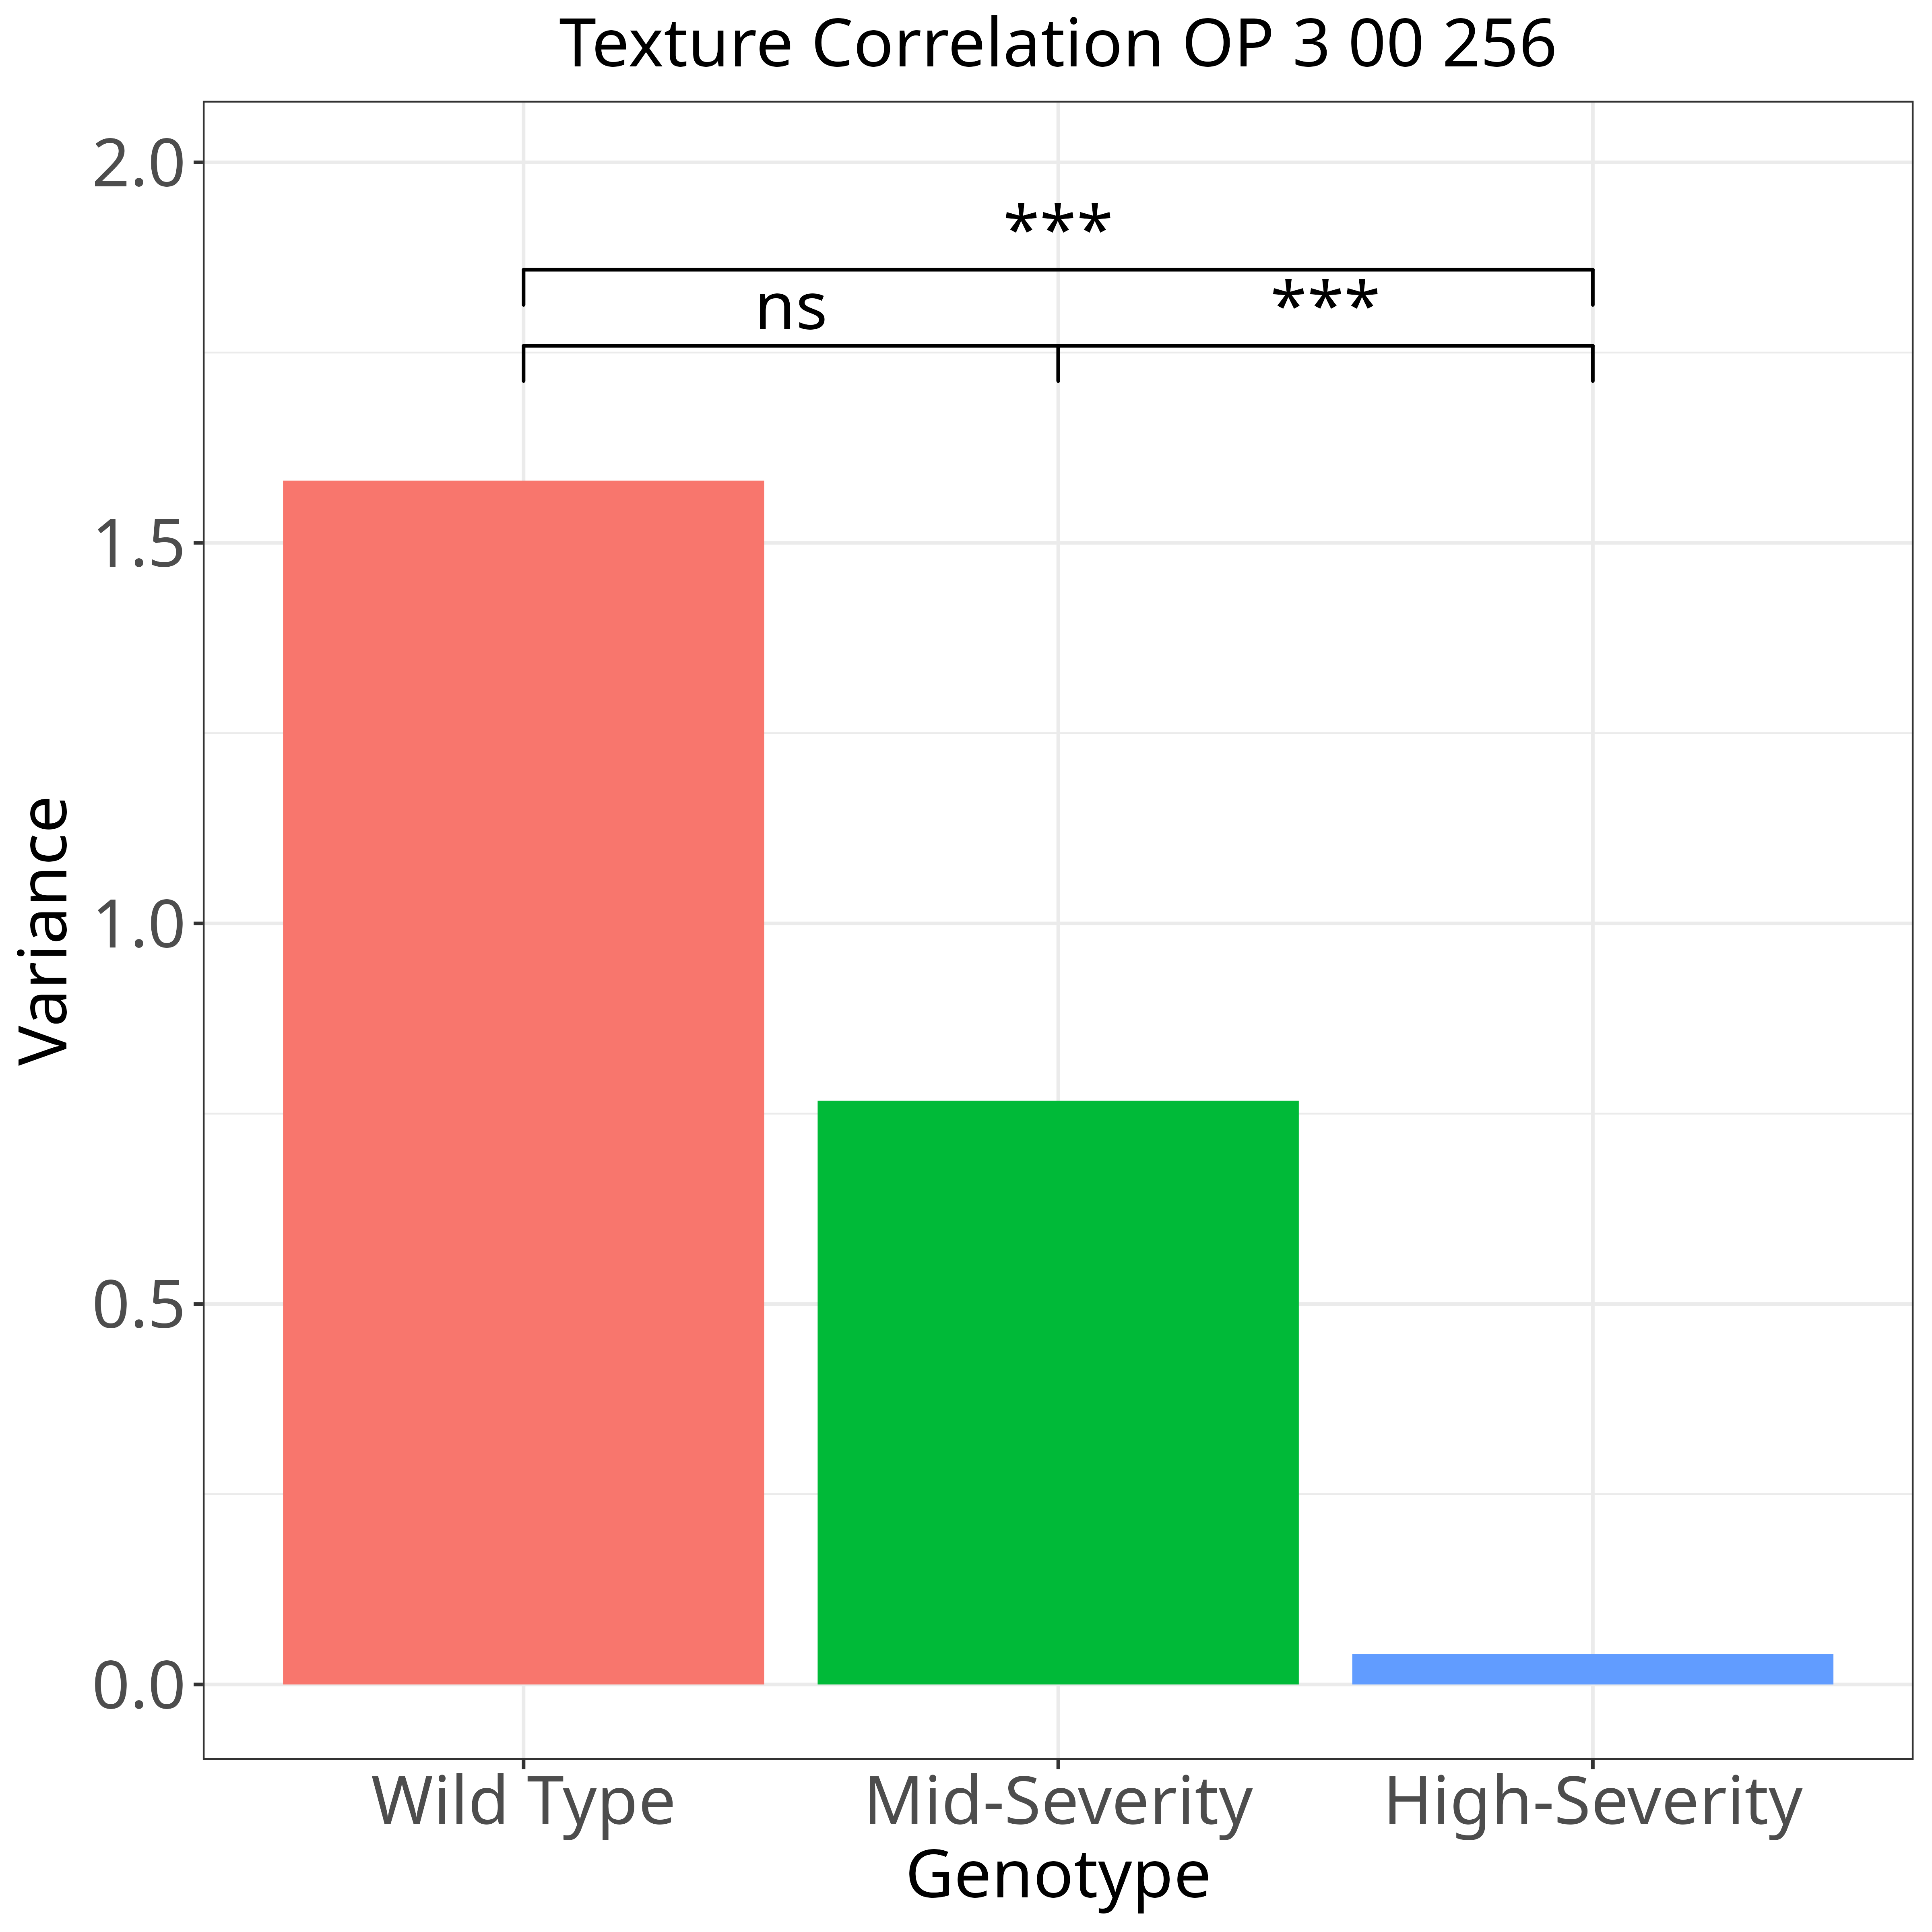 Texture Correlation OP 3 00 256
2.0
***
ns
***
1.5
1.0
0.5
0.0
Variance
Wild Type
Mid-Severity
High-Severity
Genotype